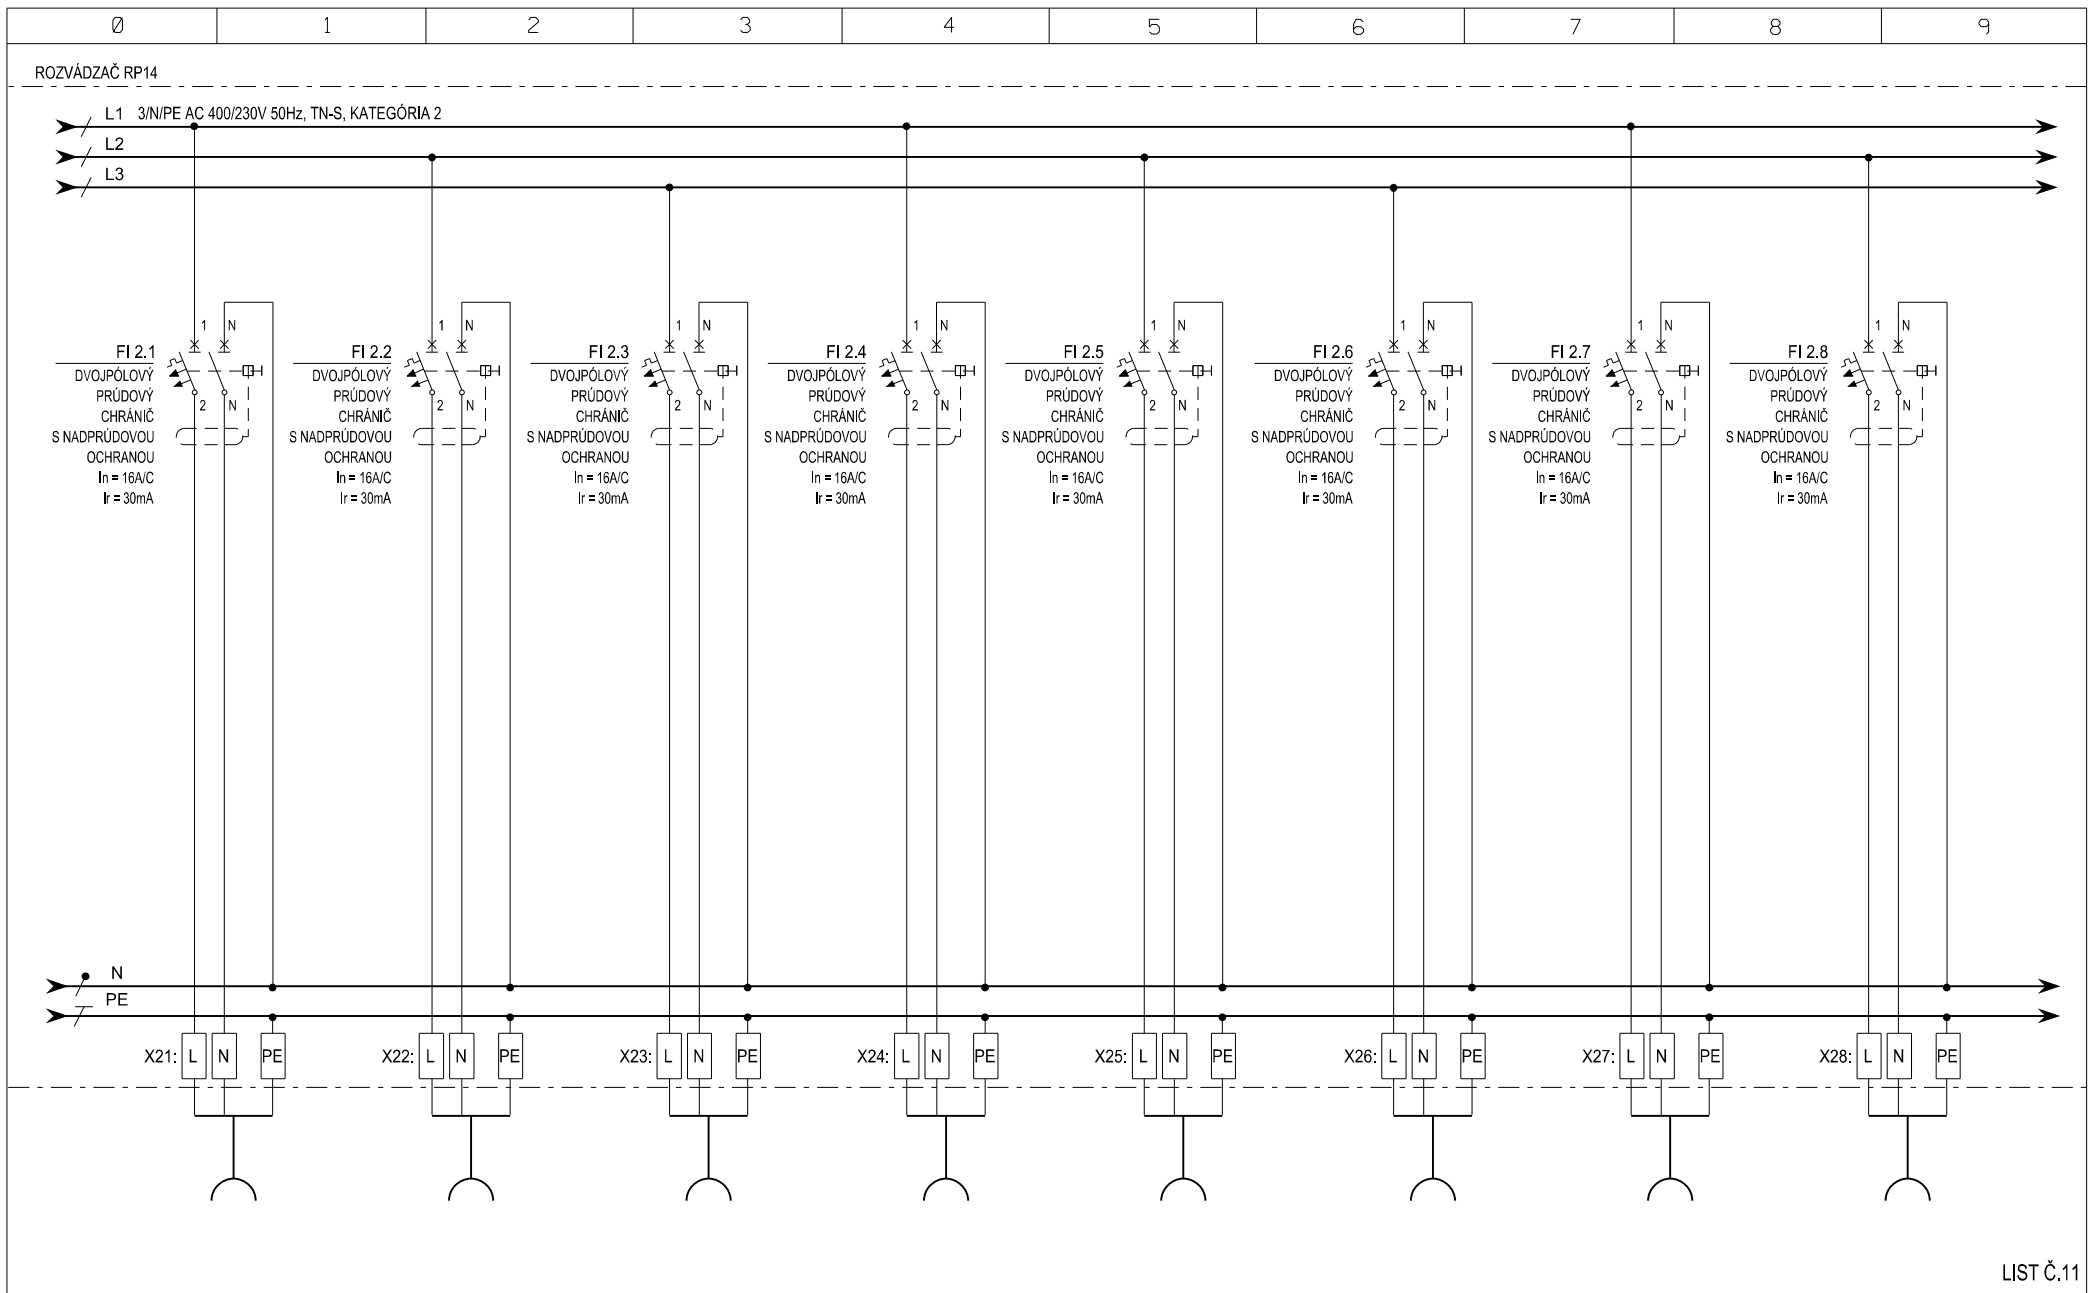 0 1 2 3 4 5 6 7 8 9
ROZVÁDZAČ RP14
L1 3/N/PE AC 400/230V 50Hz, TN-S, KATEGÓRIA 2
L2
L3
1 N 1 N 1 N 1 N 1 N 1 N 1 N 1 N
FI 2.1 FI 2.2 FI 2.3 FI 2.4 FI 2.5 FI 2.6 FI 2.7 FI 2.8
DVOJPÓLOVÝ DVOJPÓLOVÝ DVOJPÓLOVÝ DVOJPÓLOVÝ DVOJPÓLOVÝ DVOJPÓLOVÝ DVOJPÓLOVÝ DVOJPÓLOVÝ
PRÚDOVÝ PRÚDOVÝ PRÚDOVÝ PRÚDOVÝ PRÚDOVÝ PRÚDOVÝ PRÚDOVÝ PRÚDOVÝ
2 N 2 N 2 N 2 N 2 N 2 N 2 N 2 N
CHRÁNIČ CHRÁNIČ CHRÁNIČ CHRÁNIČ CHRÁNIČ CHRÁNIČ CHRÁNIČ CHRÁNIČ
S NADPRÚDOVOU S NADPRÚDOVOU S NADPRÚDOVOU S NADPRÚDOVOU S NADPRÚDOVOU S NADPRÚDOVOU S NADPRÚDOVOU S NADPRÚDOVOU
OCHRANOU OCHRANOU OCHRANOU OCHRANOU OCHRANOU OCHRANOU OCHRANOU OCHRANOU
In = 16A/C In = 16A/C In = 16A/C In = 16A/C In = 16A/C In = 16A/C In = 16A/C In = 16A/C
Ir = 30mA Ir = 30mA Ir = 30mA Ir = 30mA Ir = 30mA Ir = 30mA Ir = 30mA Ir = 30mA
N
PE
X21: L N PE X22: L N PE X23: L N PE X24: L N PE X25: L N PE X26: L N PE X27: L N PE X28: L N PE
LIST Č.11